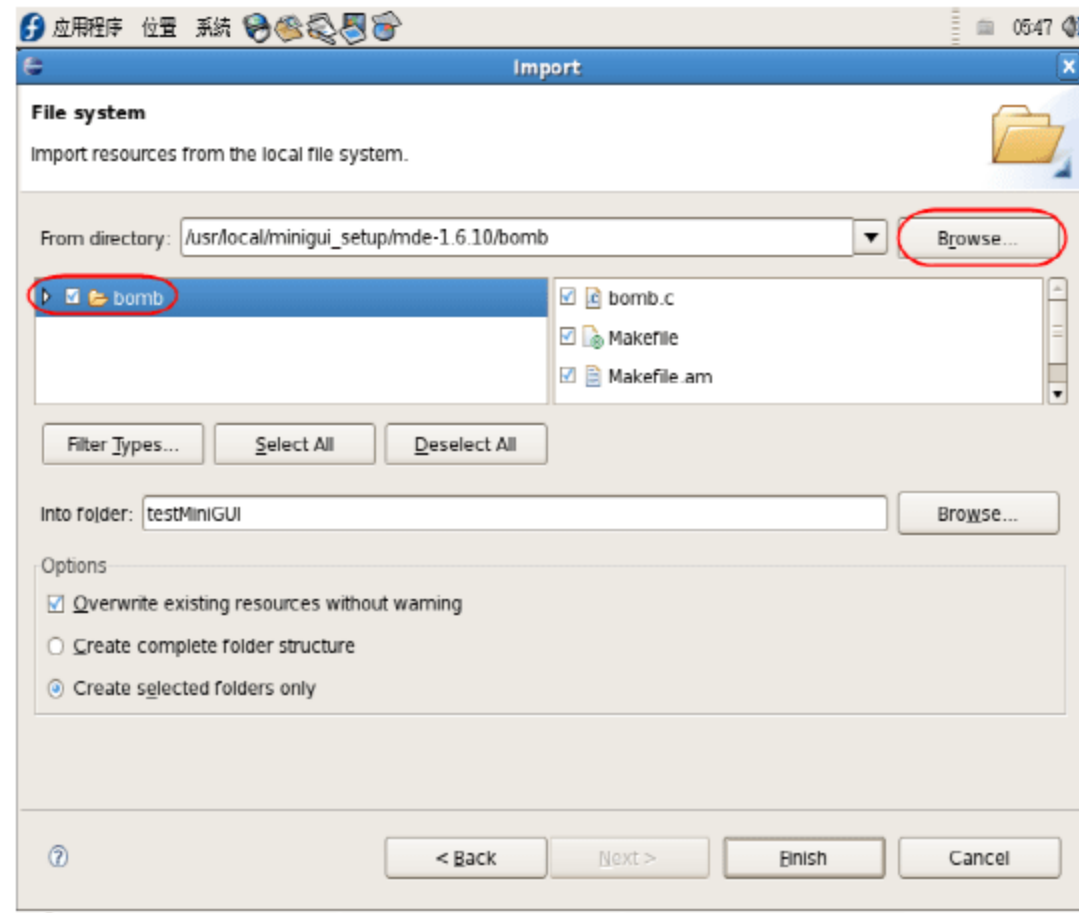 应用程序 位置 系統 05:47
Import
File system
Import resources from the local file system.
From directory: /usr/local/minigui_setup/mde-1.6.10/bomb Browse...
bomb bomb.c
Makefile
Makefile.am
Filter Types... Select All Deselect All
Into folder: testMiniGUI Browse...
Options
Overwrite existing resources without warning
Create complete folder structure
Create selected folders only
< Back Next > Finish Cancel